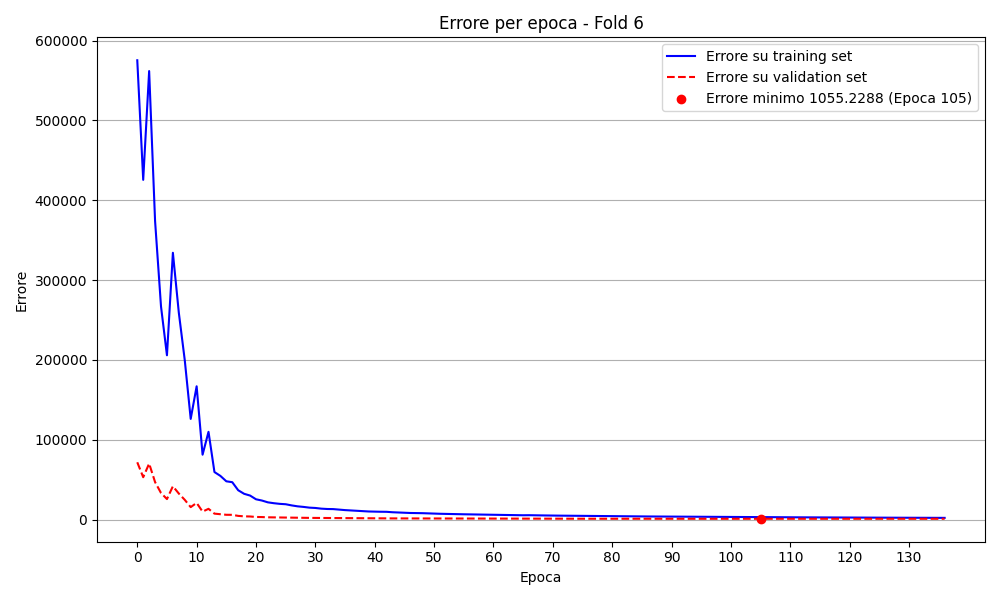 Errore per epoca - Fold 6
Errore su training set
Errore su validation set
Errore minimo 1055.2288 (Epoca 105)
600000
500000
400000
300000
200000
100000
0
Errore
0 10 20 30 40 50 60 70 80 90 100 110 120 130
Epoca